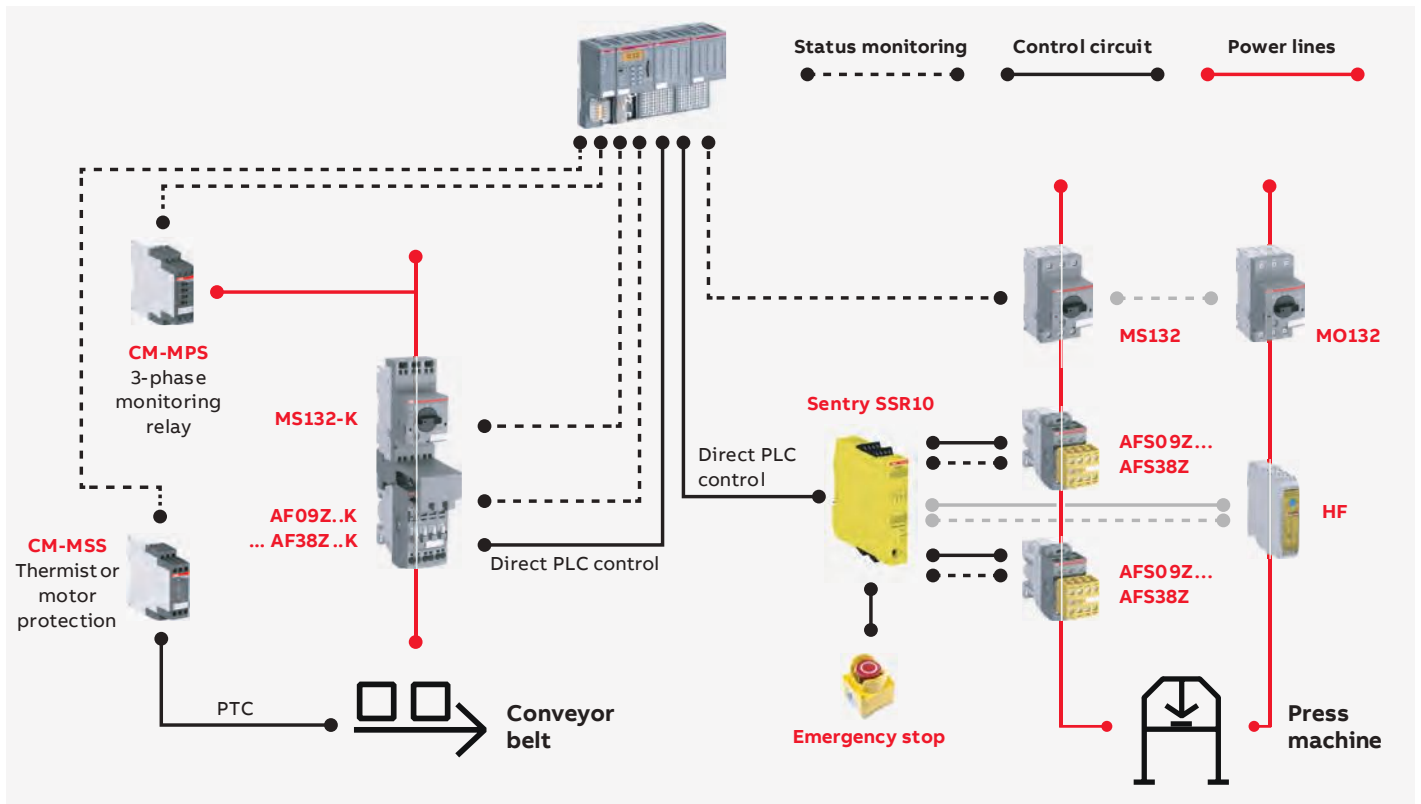 Status monitoring
Control circuit
Power lines
CM-MPS
3-phase
monitoring
relay
MS132-K
MS132
MO132
Sentry SSR10
AF09Z..K
... AF38Z..K
Direct PLC
control
AFS09Z...
AFS38Z
HF
CM-MSS
Thermistor
motor
protection
Direct PLC control
AFS09Z...
AFS38Z
PTC
Conveyor
belt
Emergency stop
Press
machine